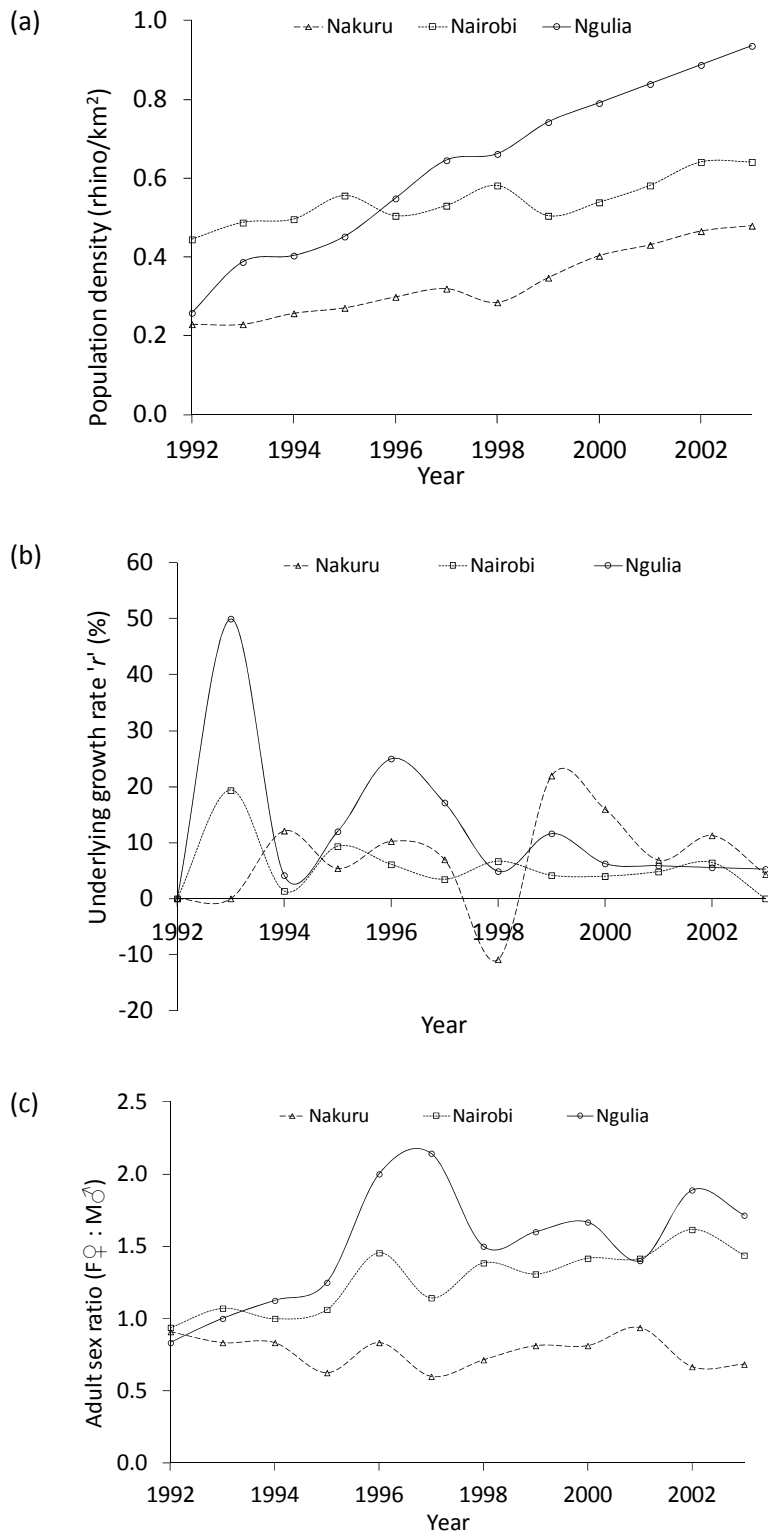 (a)
Nakuru Nairobi Ngulia
Population density (rhino/km²)
1.0
0.8
0.6
0.4
0.2
0.0
1992 1994 1996 1998 2000 2002
Year
(b)
Nakuru Nairobi Ngulia
Underlying growth rate 'r' (%)
60
50
40
30
20
10
0
-10
-20
1992 1994 1996 1998 2000 2002
Year
(c)
Nakuru Nairobi Ngulia
Adult sex ratio (F♀ : M♂)
2.5
2.0
1.5
1.0
0.5
0.0
1992 1994 1996 1998 2000 2002
Year